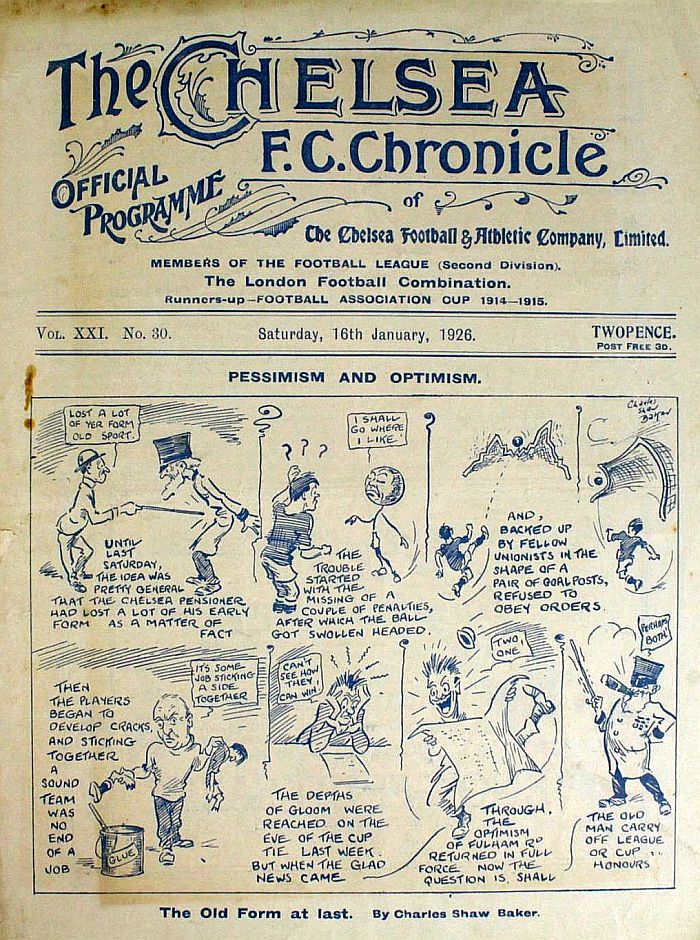 The Chelsea
F.C. Chronicle
OFFICIAL
PROGRAMME
of
The Chelsea Football & Athletic Company, Limited.
MEMBERS OF THE FOOTBALL LEAGUE (Second Division).
The London Football Combination.
Runners-up—FOOTBALL ASSOCIATION CUP 1914—1915.
VOL. XXI. No. 30.
Saturday, 16th January, 1926.
TWOPENCE.
POST FREE 3D.
PESSIMISM AND OPTIMISM.
LOST A LOT
OF YER FORM
OLD SPORT.
UNTIL
LAST
SATURDAY,
THE IDEA WAS
PRETTY GENERAL
THAT THE CHELSEA PENSIONER
HAD LOST A LOT OF HIS EARLY
FORM AS A MATTER OF
FACT
? ? ?
I SHALL
GO WHERE
I LIKE.
THE
TROUBLE
STARTED
WITH THE
MISSING OF A
COUPLE OF PENALTIES,
AFTER WHICH THE BALL
GOT SWOLLEN HEADED.
Charles
Shaw
Baker
AND,
BACKED UP
BY FELLOW
UNIONISTS IN THE
SHAPE OF A
PAIR OF GOALPOSTS,
REFUSED TO
OBEY ORDERS.
IT'S SOME
JOB STICKING
A SIDE
TOGETHER
THEN
THE PLAYERS
BEGAN TO
DEVELOP CRACKS,
AND STICKING
TOGETHER
A
SOUND
TEAM
WAS
NO
END
OF A
JOB
GLUE
CAN'T
SEE HOW
THEY
CAN WIN
THE DEPTHS
OF GLOOM WERE
REACHED ON THE
EVE OF THE CUP
TIE LAST WEEK.
BUT WHEN THE GLAD
NEWS CAME
TWO,
ONE.
THROUGH,
THE
OPTIMISM
OF FULHAM RD
RETURNED IN FULL
FORCE NOW THE
QUESTION IS, SHALL
PERHAPS
BOTH
THE OLD
MAN CARRY
OFF LEAGUE
OR CUP ..
HONOURS
The Old Form at last. By Charles Shaw Baker.